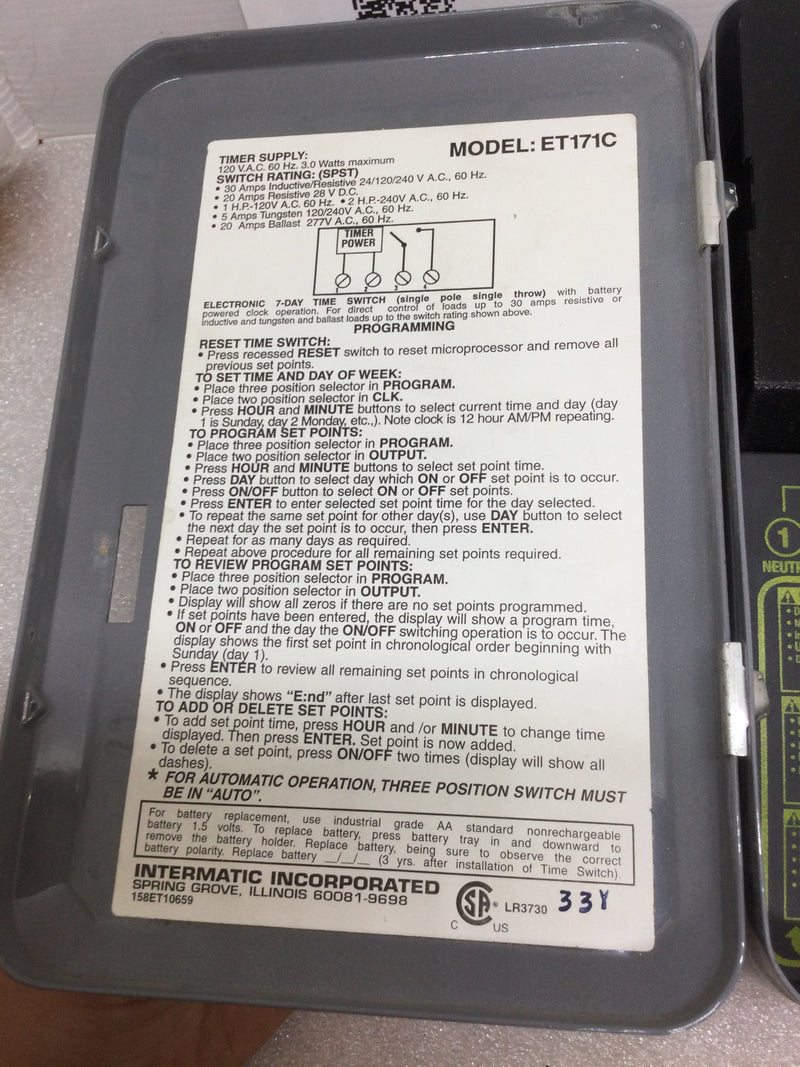 MODEL: ET171C
TIMER SUPPLY:
120 V.A.C. 60 Hz. 3.0 Watts maximum
SWITCH RATING: (SPST)
• 30 Amps Inductive/Resistive 24/120/240 V A.C., 60 Hz.
• 20 Amps Resistive 28 V D.C.
• 1 H.P.-120V A.C. 60 Hz. • 2 H.P.-240V A.C., 60 Hz.
• 5 Amps Tungsten 120/240V A.C., 60 Hz.
• 20 Amps Ballast 277V A.C., 60 Hz.
TIMER
POWER
1 2 3 4
ELECTRONIC 7-DAY TIME SWITCH (single pole single throw) with battery
powered clock operation. For direct control of loads up to 30 amps resistive or
inductive and tungsten and ballast loads up to the switch rating shown above.
PROGRAMMING
RESET TIME SWITCH:
• Press recessed RESET switch to reset microprocessor and remove all
previous set points.
TO SET TIME AND DAY OF WEEK:
• Place three position selector in PROGRAM.
• Place two position selector in CLK.
• Press HOUR and MINUTE buttons to select current time and day (day
1 is Sunday, day 2 Monday, etc.,). Note clock is 12 hour AM/PM repeating.
TO PROGRAM SET POINTS:
• Place three position selector in PROGRAM.
• Place two position selector in OUTPUT.
• Press HOUR and MINUTE buttons to select set point time.
• Press DAY button to select day which ON or OFF set point is to occur.
• Press ON/OFF button to select ON or OFF set points.
• Press ENTER to enter selected set point time for the day selected.
• To repeat the same set point for other day(s), use DAY button to select
the next day the set point is to occur, then press ENTER.
• Repeat for as many days as required.
• Repeat above procedure for all remaining set points required.
TO REVIEW PROGRAM SET POINTS:
• Place three position selector in PROGRAM.
• Place two position selector in OUTPUT.
• Display will show all zeros if there are no set points programmed.
• If set points have been entered, the display will show a program time,
ON or OFF and the day the ON/OFF switching operation is to occur. The
display shows the first set point in chronological order beginning with
Sunday (day 1).
• Press ENTER to review all remaining set points in chronological
sequence.
• The display shows "E:nd" after last set point is displayed.
TO ADD OR DELETE SET POINTS:
• To add set point time, press HOUR and /or MINUTE to change time
displayed. Then press ENTER. Set point is now added.
• To delete a set point, press ON/OFF two times (display will show all
dashes).
* FOR AUTOMATIC OPERATION, THREE POSITION SWITCH MUST
BE IN "AUTO".
For battery replacement, use industrial grade AA standard nonrechargeable
battery 1.5 volts. To replace battery, press battery tray in and downward to
remove the battery holder. Replace battery, being sure to observe the correct
battery polarity. Replace battery __/__/__ (3 yrs. after installation of Time Switch).
INTERMATIC INCORPORATED
SPRING GROVE, ILLINOIS 60081-9698
158ET10659
C SA ® US
LR3730 33Y
1